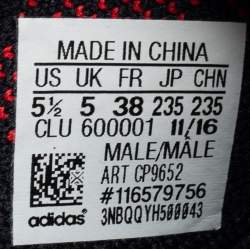 MADE IN CHINA
US UK FR JP CHN
5½ 5 38 235 235
CLU 600001 11/16
MALE/MÂLE
ART CP9652
#116579756
adidas® 3NBQQYH500043